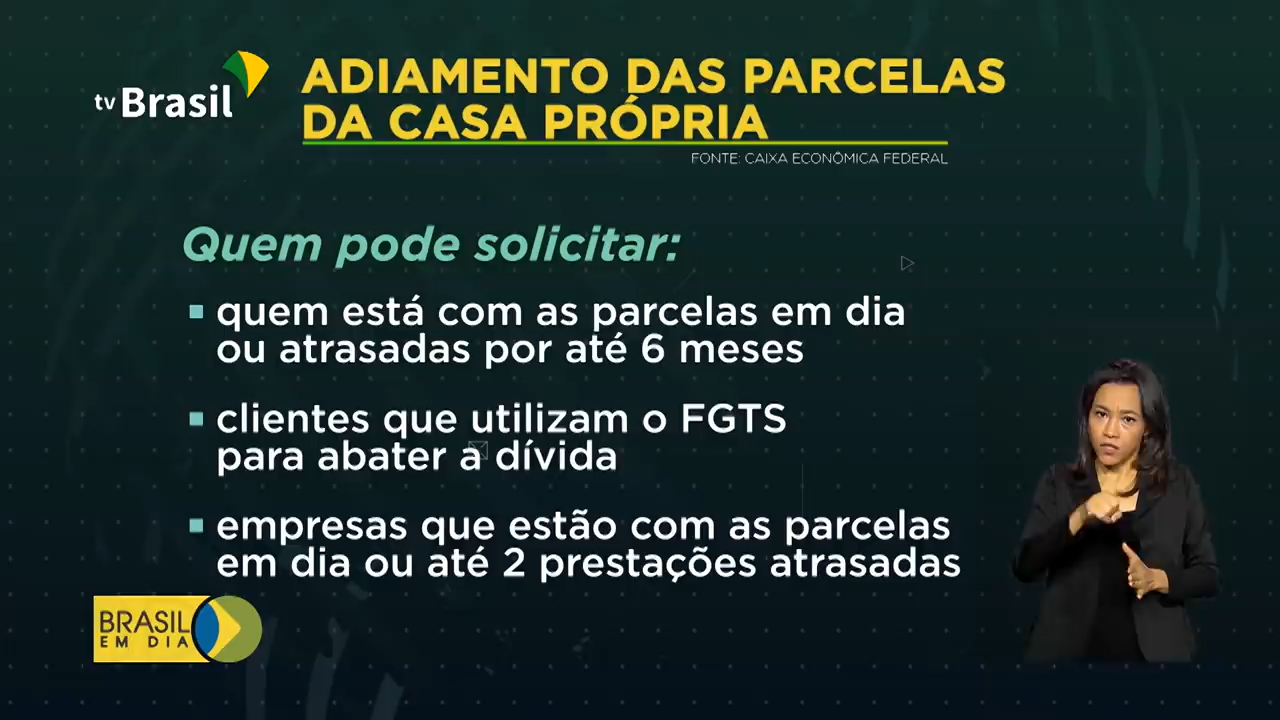 tv Brasil
ADIAMENTO DAS PARCELAS
DA CASA PRÓPRIA
FONTE: CAIXA ECONÔMICA FEDERAL
Quem pode solicitar:
quem está com as parcelas em dia
ou atrasadas por até 6 meses
clientes que utilizam o FGTS
para abater a dívida
empresas que estão com as parcelas
em dia ou até 2 prestações atrasadas
BRASIL
EM DIA